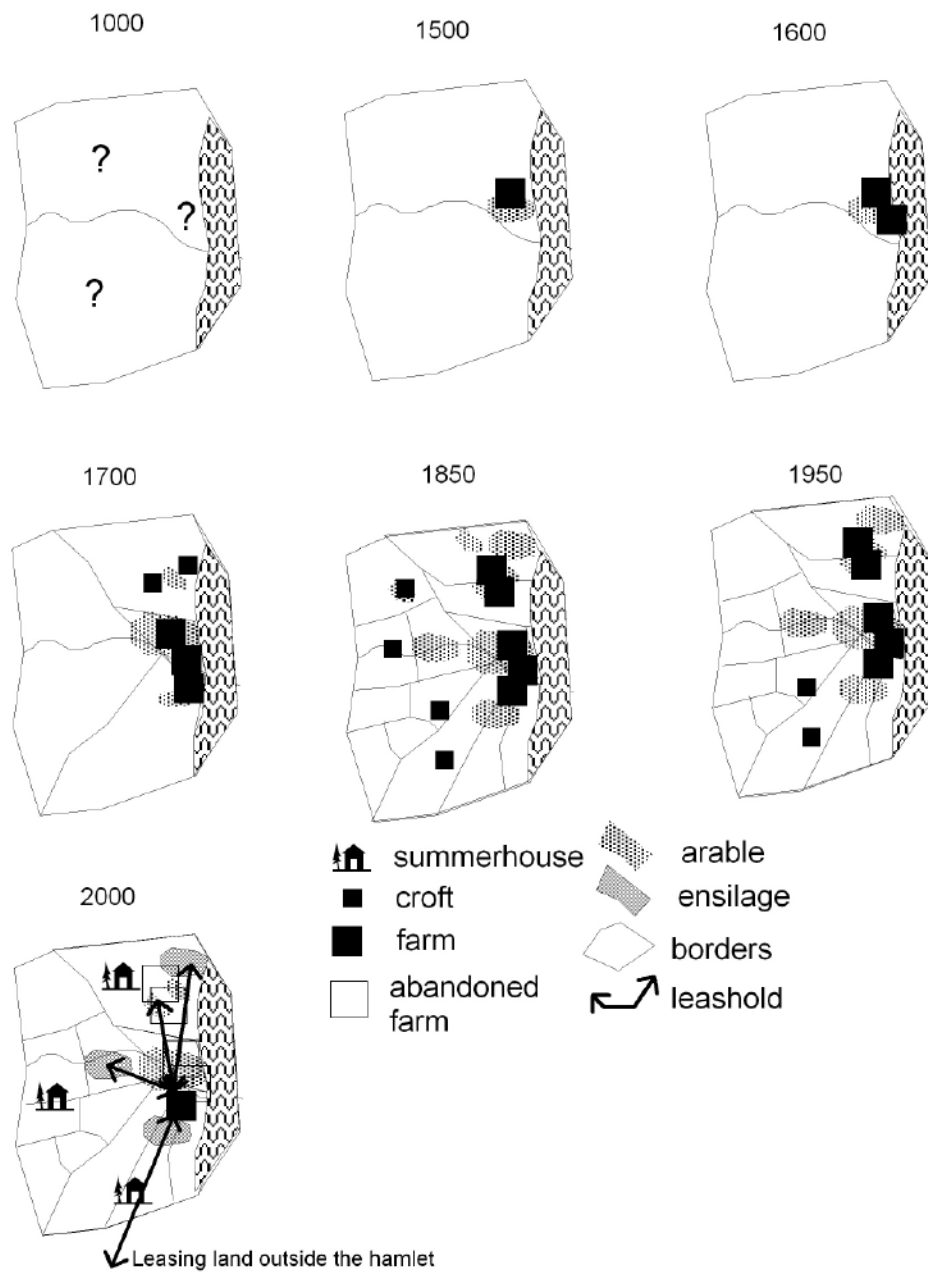 1000
1500
1600
?
?
?
1700
1850
1950
summerhouse
croft
farm
abandoned
farm
arable
ensilage
borders
leashold
2000
Leasing land outside the hamlet